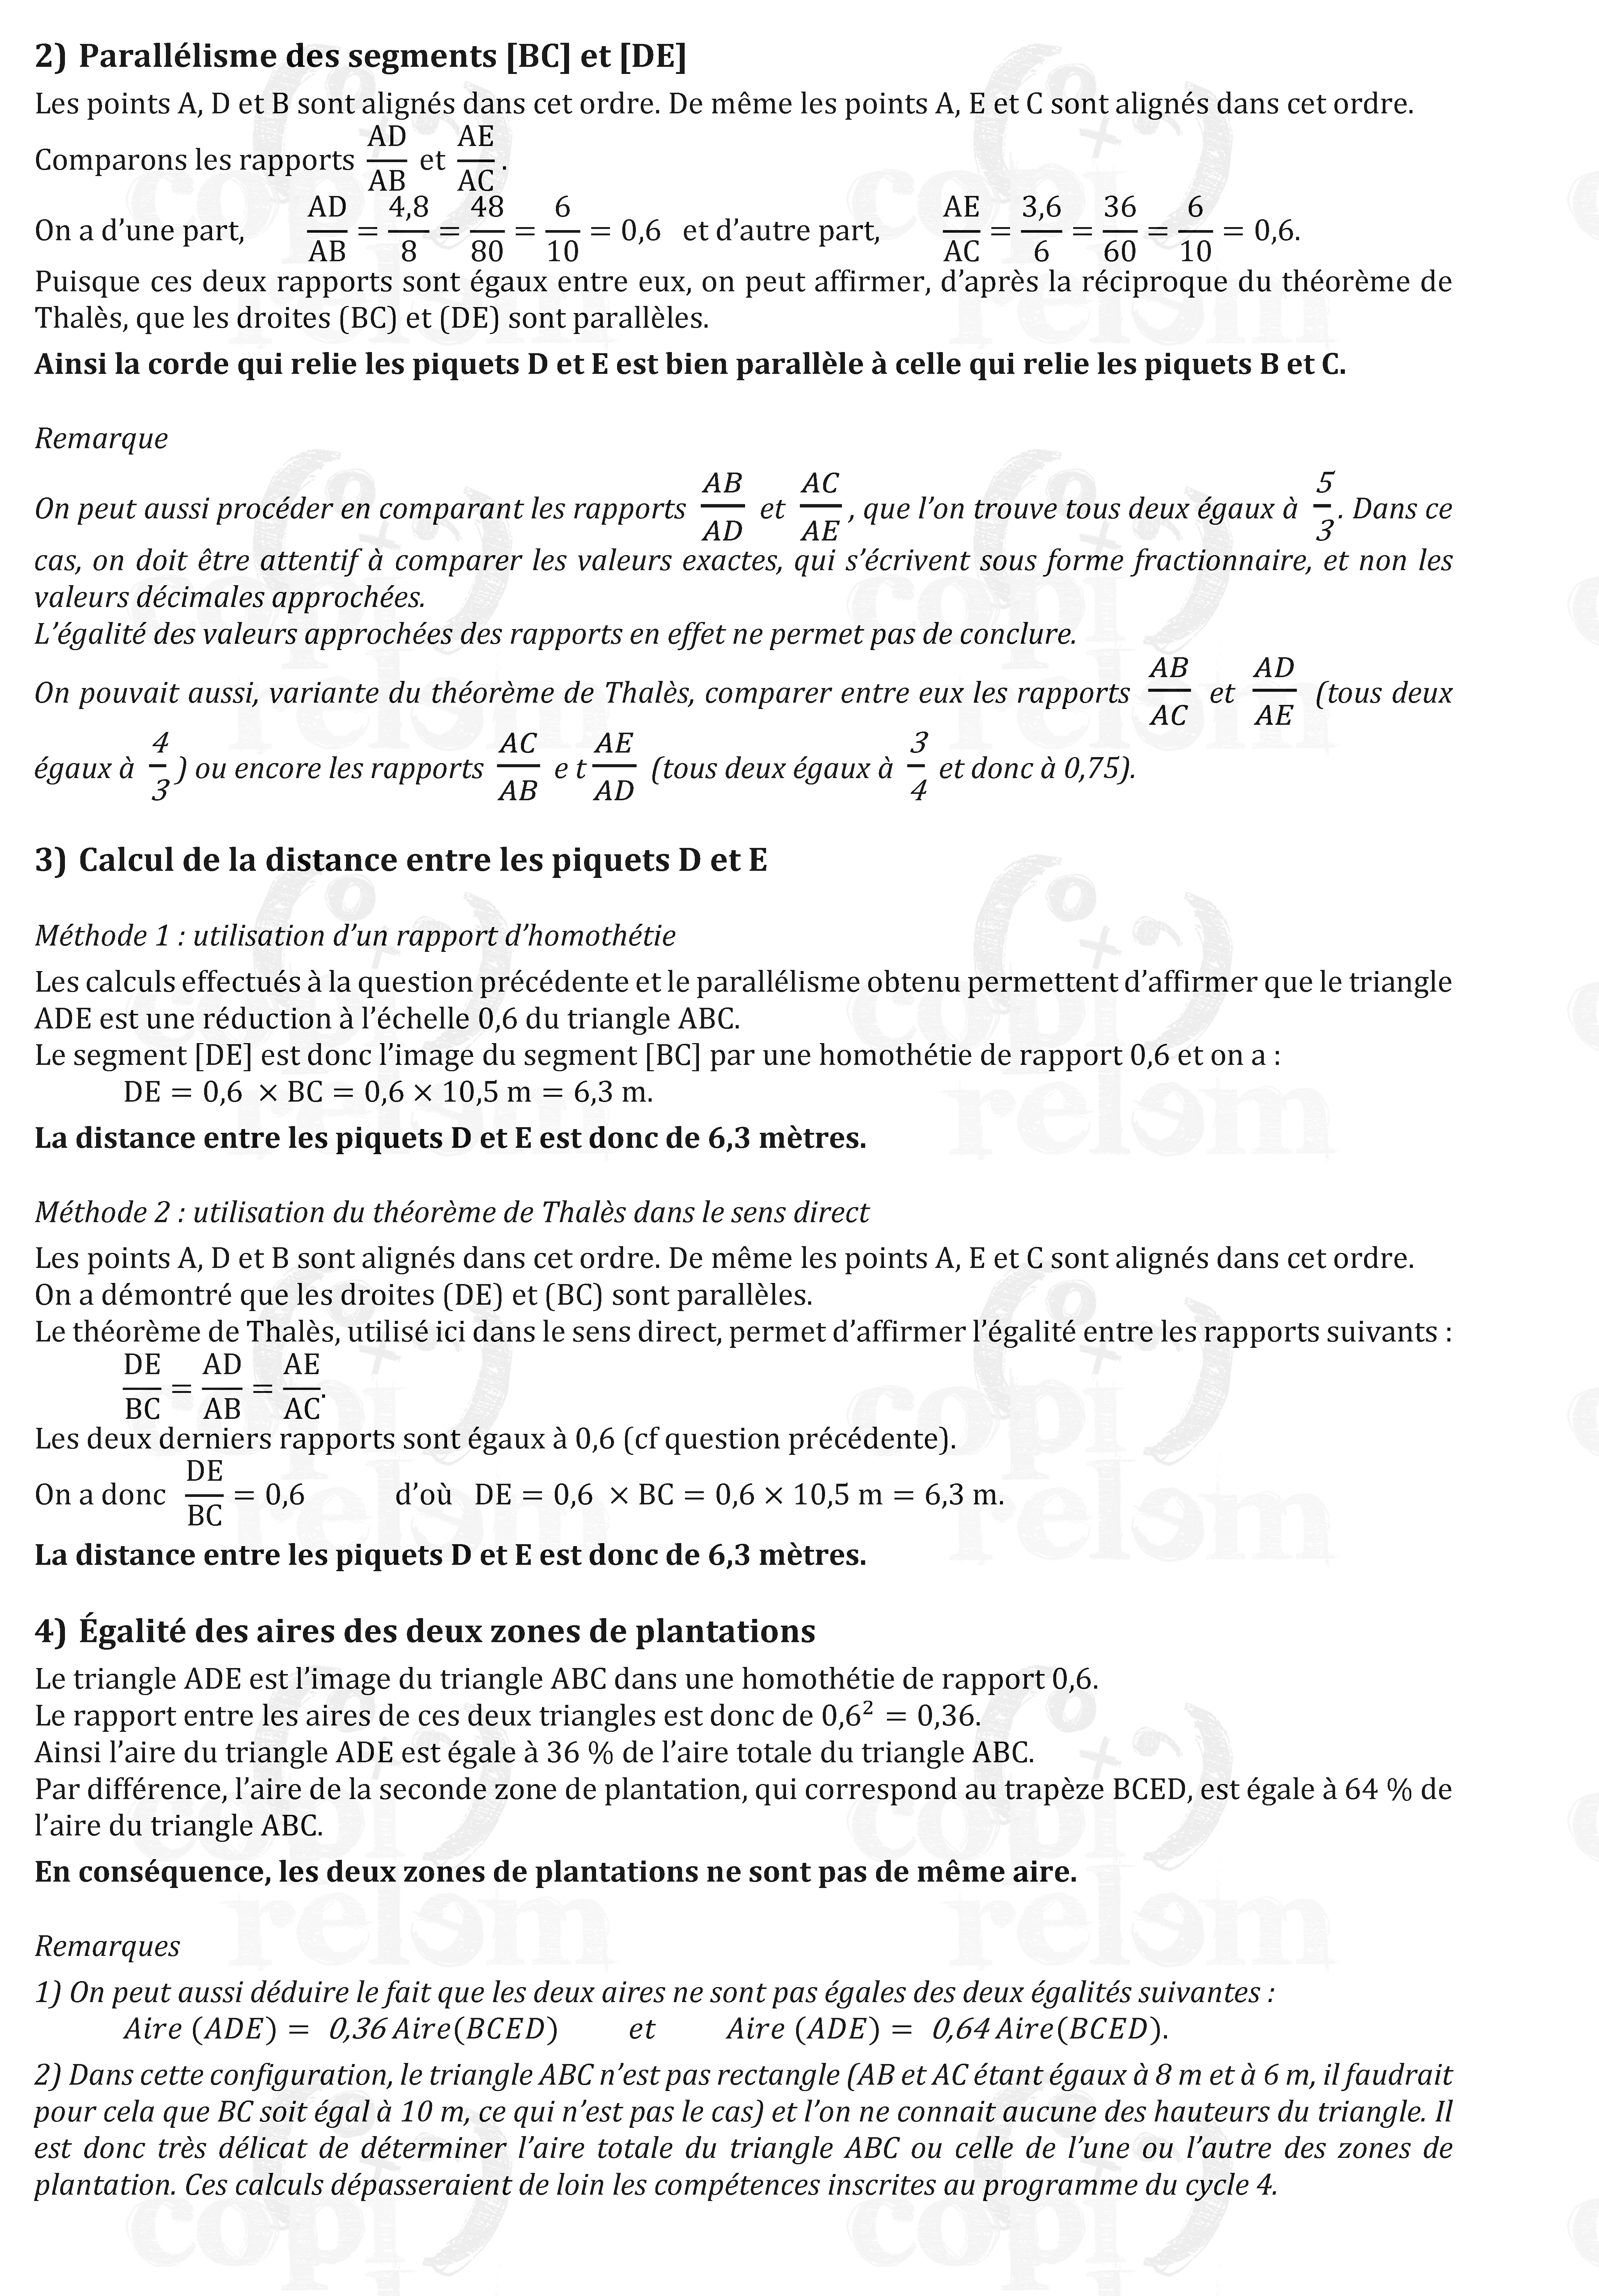 2) Parallélisme des segments [BC] et [DE]
Les points A, D et B sont alignés dans cet ordre. De même les points A, E et C sont alignés dans cet ordre.
Comparons les rapports AD/AB et AE/AC.
On a d’une part, AD/AB = 4,8/8 = 48/80 = 6/10 = 0,6 et d’autre part, AE/AC = 3,6/6 = 36/60 = 6/10 = 0,6.
Puisque ces deux rapports sont égaux entre eux, on peut affirmer, d’après la réciproque du théorème de
Thalès, que les droites (BC) et (DE) sont parallèles.
Ainsi la corde qui relie les piquets D et E est bien parallèle à celle qui relie les piquets B et C.
Remarque
On peut aussi procéder en comparant les rapports AB/AD et AC/AE, que l’on trouve tous deux égaux à 5/3. Dans ce
cas, on doit être attentif à comparer les valeurs exactes, qui s’écrivent sous forme fractionnaire, et non les
valeurs décimales approchées.
L’égalité des valeurs approchées des rapports en effet ne permet pas de conclure.
On pouvait aussi, variante du théorème de Thalès, comparer entre eux les rapports AB/AC et AD/AE (tous deux
égaux à 4/3) ou encore les rapports AC/AB e t AE/AD (tous deux égaux à 3/4 et donc à 0,75).
3) Calcul de la distance entre les piquets D et E
Méthode 1 : utilisation d’un rapport d’homothétie
Les calculs effectués à la question précédente et le parallélisme obtenu permettent d’affirmer que le triangle
ADE est une réduction à l’échelle 0,6 du triangle ABC.
Le segment [DE] est donc l’image du segment [BC] par une homothétie de rapport 0,6 et on a :
DE = 0,6 × BC = 0,6 × 10,5 m = 6,3 m.
La distance entre les piquets D et E est donc de 6,3 mètres.
Méthode 2 : utilisation du théorème de Thalès dans le sens direct
Les points A, D et B sont alignés dans cet ordre. De même les points A, E et C sont alignés dans cet ordre.
On a démontré que les droites (DE) et (BC) sont parallèles.
Le théorème de Thalès, utilisé ici dans le sens direct, permet d’affirmer l’égalité entre les rapports suivants :
DE/BC = AD/AB = AE/AC.
Les deux derniers rapports sont égaux à 0,6 (cf question précédente).
On a donc DE/BC = 0,6 d’où DE = 0,6 × BC = 0,6 × 10,5 m = 6,3 m.
La distance entre les piquets D et E est donc de 6,3 mètres.
4) Égalité des aires des deux zones de plantations
Le triangle ADE est l’image du triangle ABC dans une homothétie de rapport 0,6.
Le rapport entre les aires de ces deux triangles est donc de 0,6² = 0,36.
Ainsi l’aire du triangle ADE est égale à 36 % de l’aire totale du triangle ABC.
Par différence, l’aire de la seconde zone de plantation, qui correspond au trapèze BCED, est égale à 64 % de
l’aire du triangle ABC.
En conséquence, les deux zones de plantations ne sont pas de même aire.
Remarques
1) On peut aussi déduire le fait que les deux aires ne sont pas égales des deux égalités suivantes :
Aire (ADE) = 0,36 Aire(BCED) et Aire (ADE) = 0,64 Aire(BCED).
2) Dans cette configuration, le triangle ABC n’est pas rectangle (AB et AC étant égaux à 8 m et à 6 m, il faudrait
pour cela que BC soit égal à 10 m, ce qui n’est pas le cas) et l’on ne connait aucune des hauteurs du triangle. Il
est donc très délicat de déterminer l’aire totale du triangle ABC ou celle de l’une ou l’autre des zones de
plantation. Ces calculs dépasseraient de loin les compétences inscrites au programme du cycle 4.